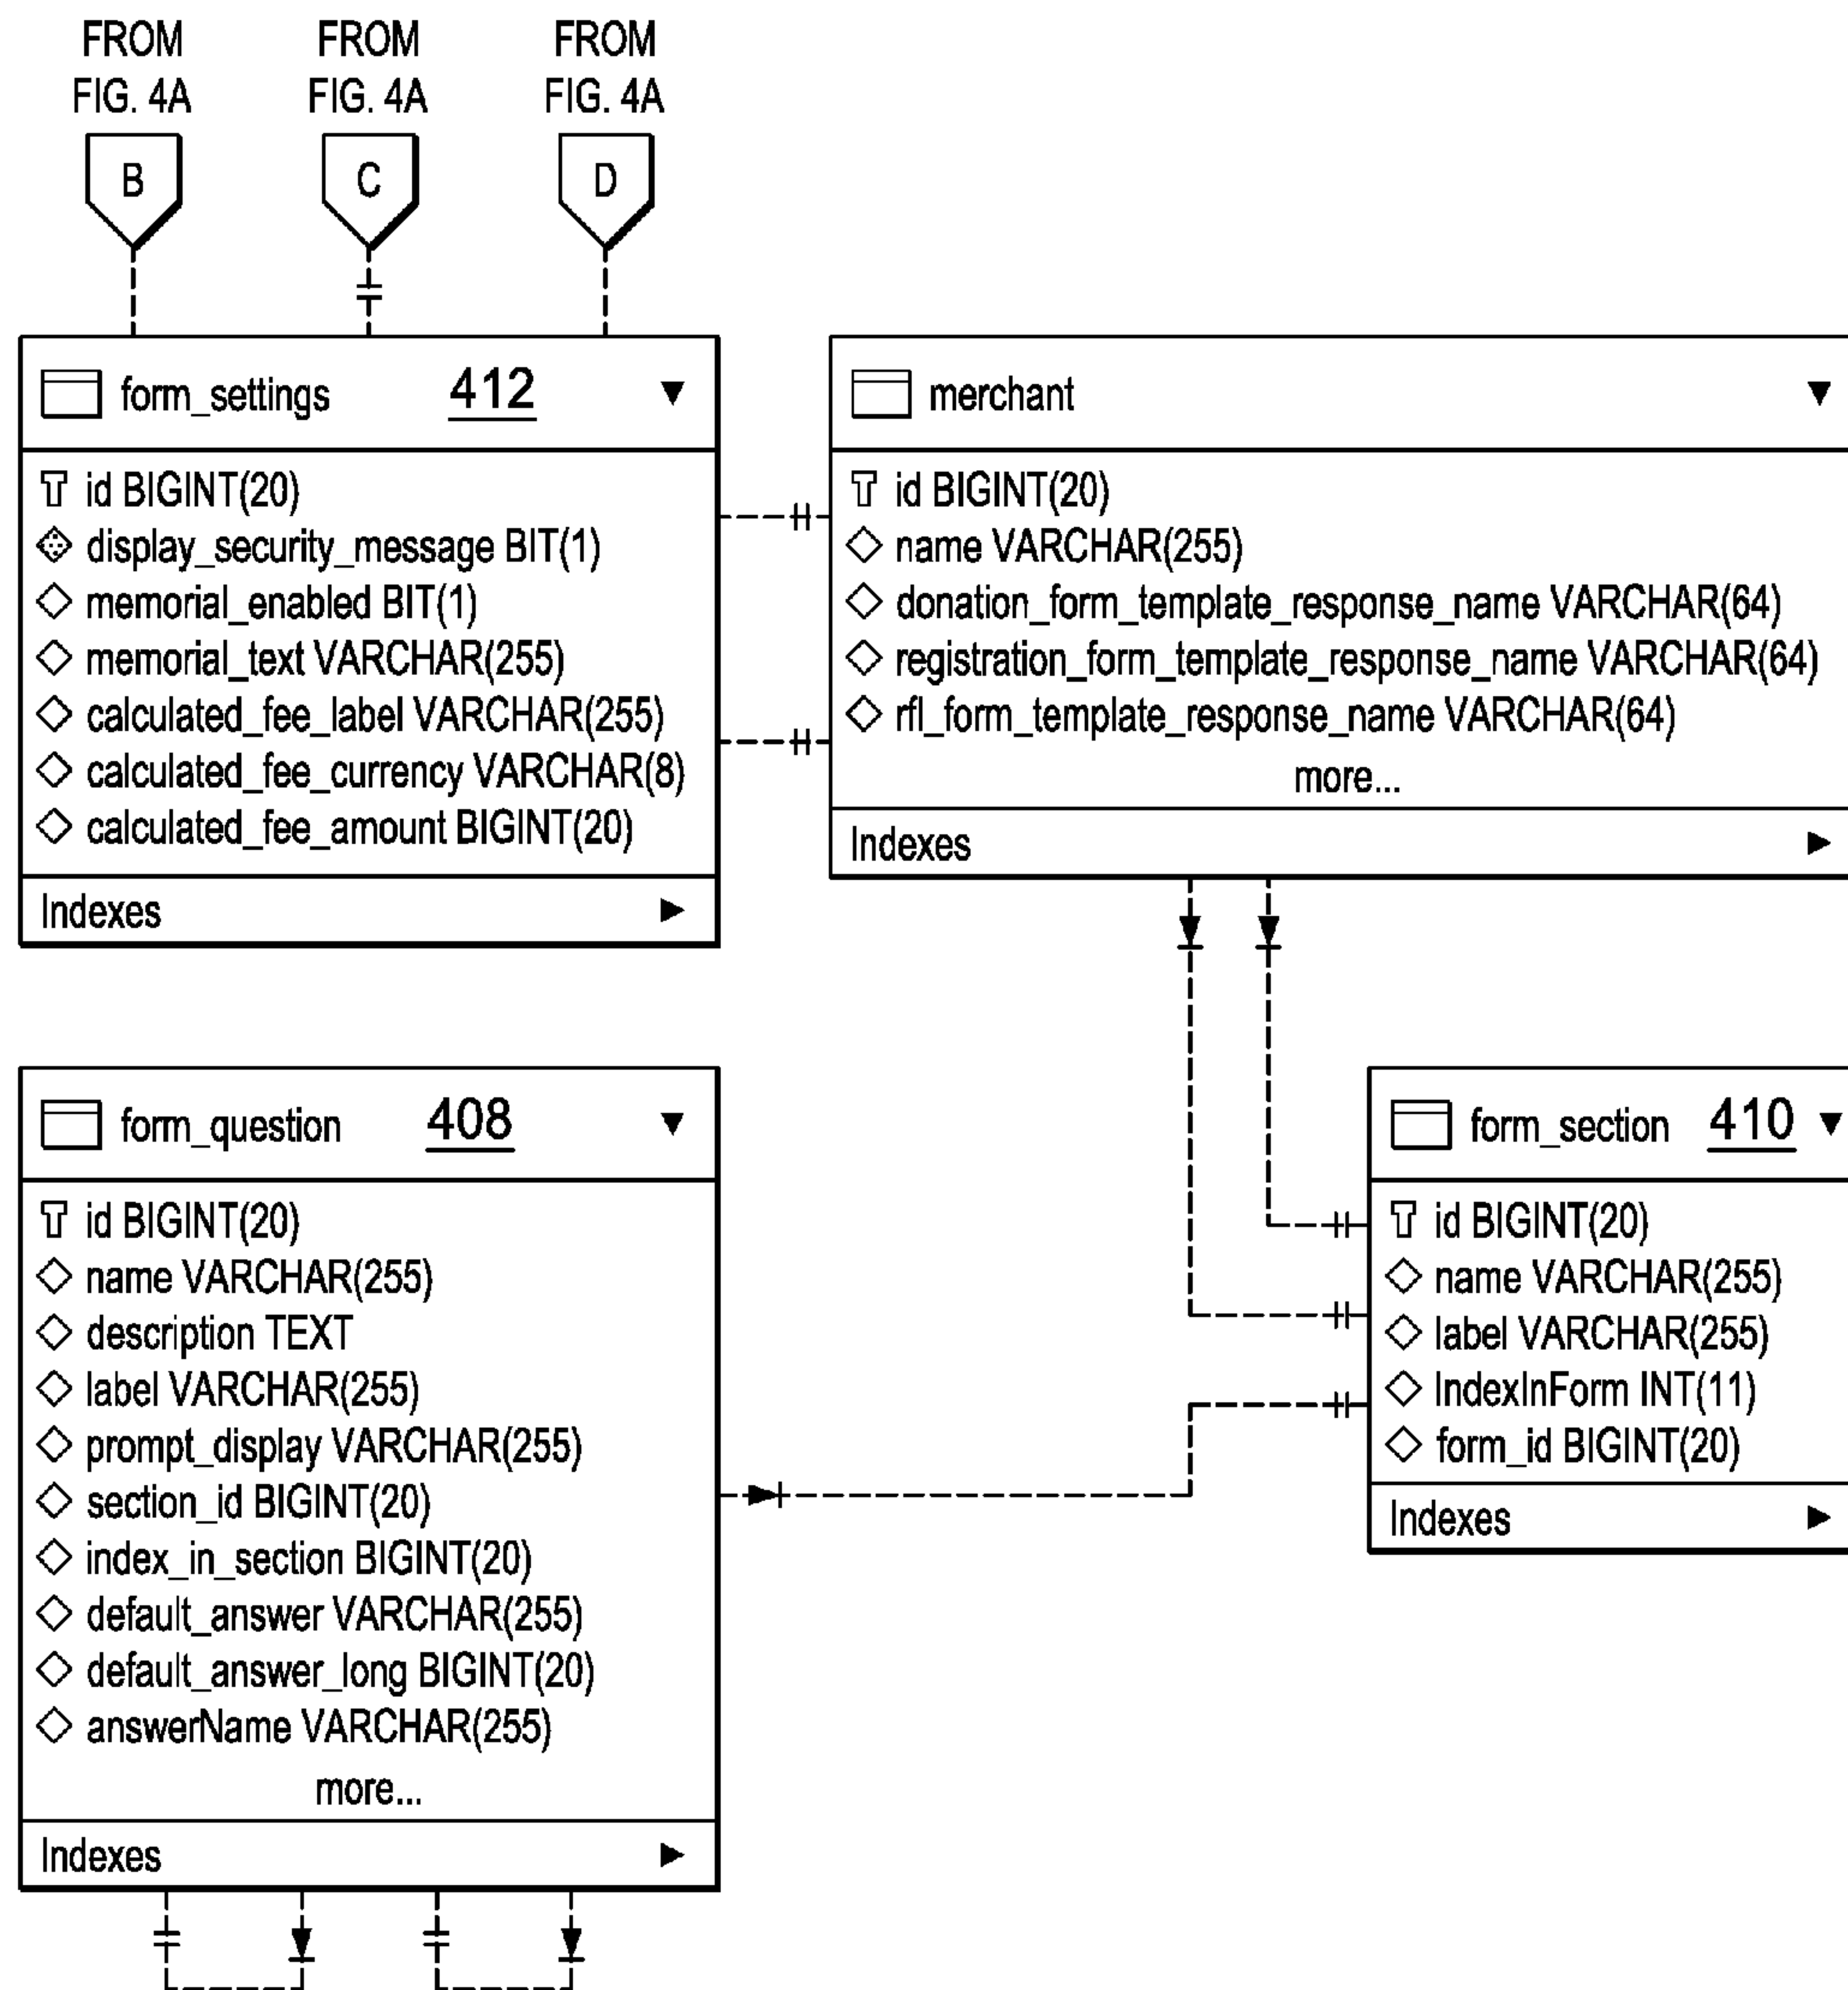 FROM FIG. 4A
FROM FIG. 4A
FROM FIG. 4A
B
C
D
form_settings 412
id BIGINT(20)
display_security_message BIT(1)
memorial_enabled BIT(1)
memorial_text VARCHAR(255)
calculated_fee_label VARCHAR(255)
calculated_fee_currency VARCHAR(8)
calculated_fee_amount BIGINT(20)
Indexes
merchant
id BIGINT(20)
name VARCHAR(255)
donation_form_template_response_name VARCHAR(64)
registration_form_template_response_name VARCHAR(64)
rfl_form_template_response_name VARCHAR(64)
more...
Indexes
form_question 408
id BIGINT(20)
name VARCHAR(255)
description TEXT
label VARCHAR(255)
prompt_display VARCHAR(255)
section_id BIGINT(20)
index_in_section BIGINT(20)
default_answer VARCHAR(255)
default_answer_long BIGINT(20)
answerName VARCHAR(255)
more...
Indexes
form_section 410
id BIGINT(20)
name VARCHAR(255)
label VARCHAR(255)
IndexInForm INT(11)
form_id BIGINT(20)
Indexes